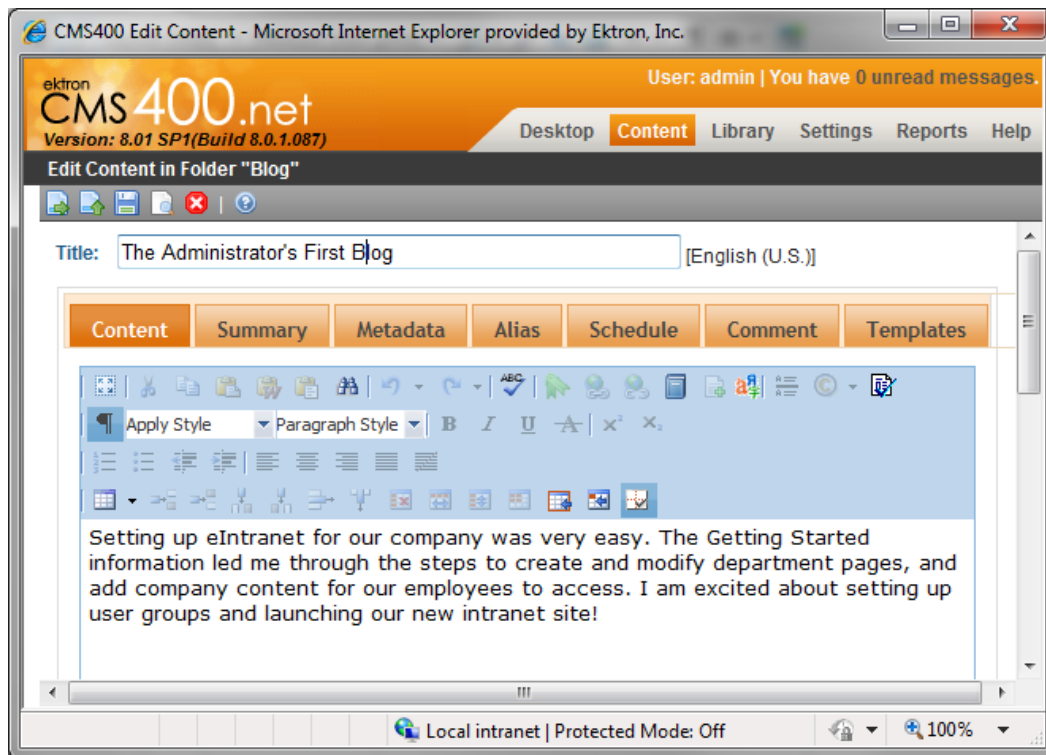 CMS400 Edit Content - Microsoft Internet Explorer provided by Ektron, Inc.
ektron
CMS400.net
User: admin | You have 0 unread messages.
Version: 8.01 SP1(Build 8.0.1.087)
Desktop Content Library Settings Reports Help
Edit Content in Folder "Blog"
Title: The Administrator's First Blog [English (U.S.)]
Content Summary Metadata Alias Schedule Comment Templates
ABC
Apply Style Paragraph Style B I U A x² x₂
Setting up eIntranet for our company was very easy. The Getting Started
information led me through the steps to create and modify department pages, and
add company content for our employees to access. I am excited about setting up
user groups and launching our new intranet site!
Local intranet | Protected Mode: Off 100%